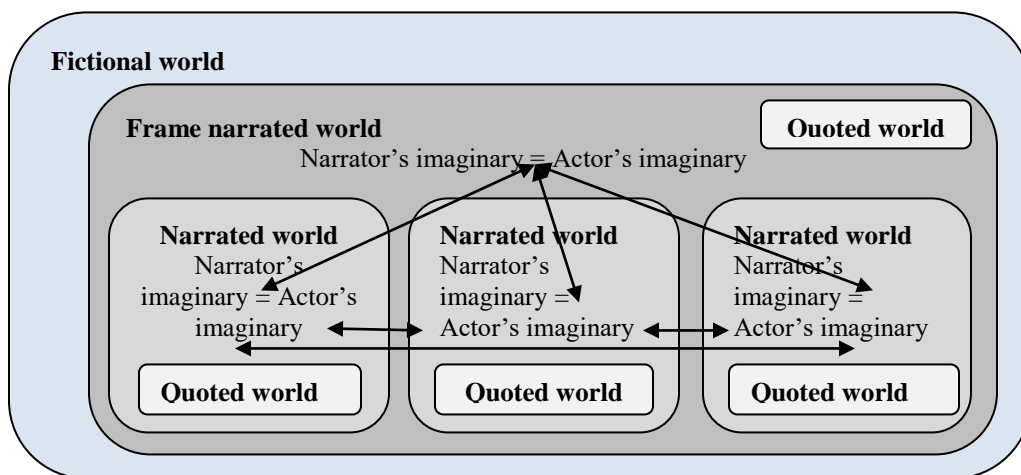 Fictional world
Frame narrated world
Ouoted world
Narrator’s imaginary = Actor’s imaginary
Narrated world
Narrator’s
imaginary = Actor’s
imaginary
Quoted world
Narrated world
Narrator’s
imaginary =
Actor’s imaginary
Quoted world
Narrated world
Narrator’s
imaginary =
Actor’s imaginary
Quoted world